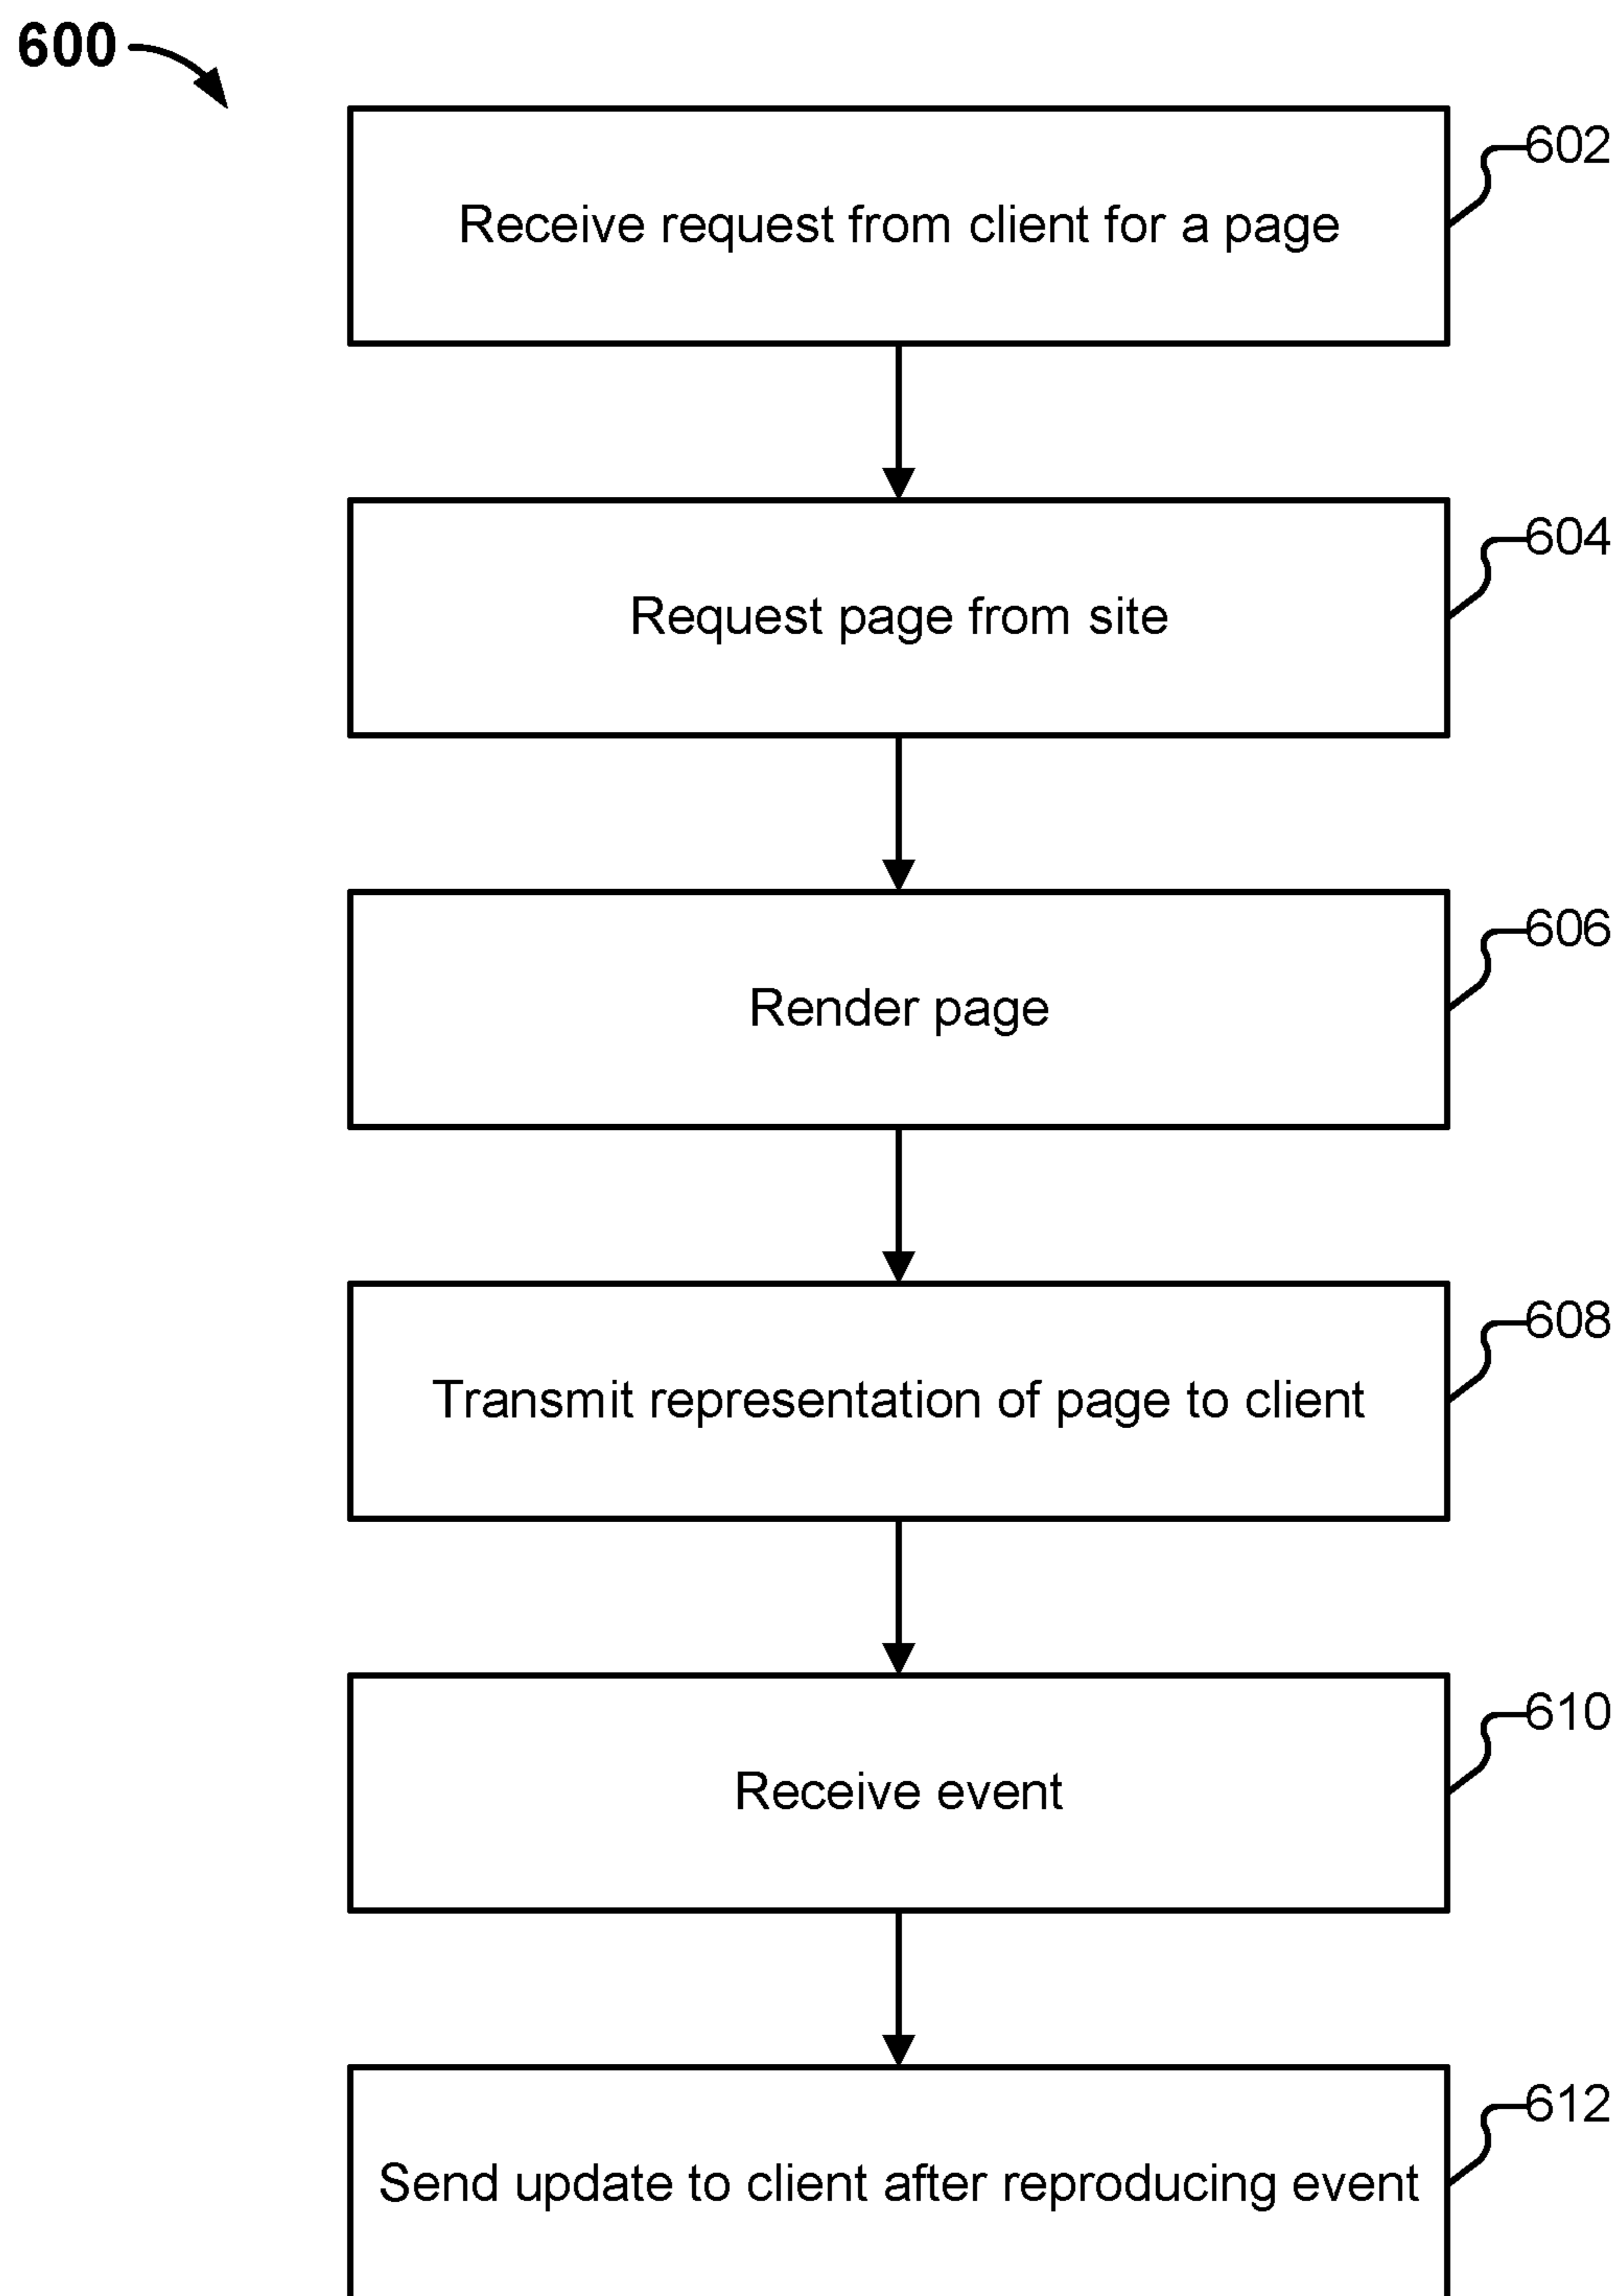 600
Receive request from client for a page
602
Request page from site
604
Render page
606
Transmit representation of page to client
608
Receive event
610
Send update to client after reproducing event
612